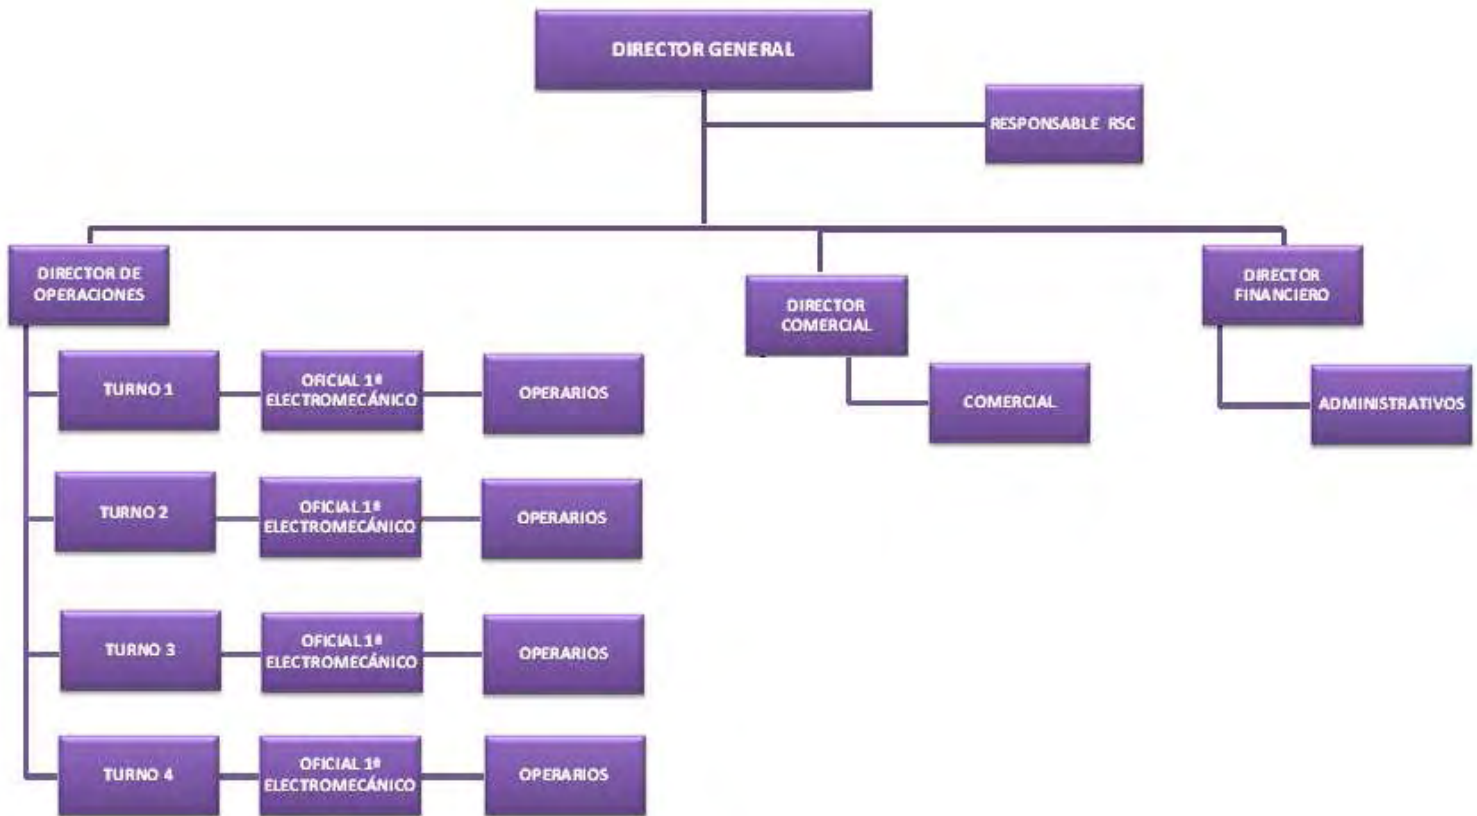 DIRECTOR GENERAL
RESPONSABLE RSC
DIRECTOR DE
OPERACIONES
DIRECTOR
COMERCIAL
DIRECTOR
FINANCIERO
TURNO 1
OFICIAL 1ª
ELECTROMECÁNICO
OPERARIOS
COMERCIAL
ADMINISTRATIVOS
TURNO 2
OFICIAL 1ª
ELECTROMECÁNICO
OPERARIOS
TURNO 3
OFICIAL 1ª
ELECTROMECÁNICO
OPERARIOS
TURNO 4
OFICIAL 1ª
ELECTROMECÁNICO
OPERARIOS